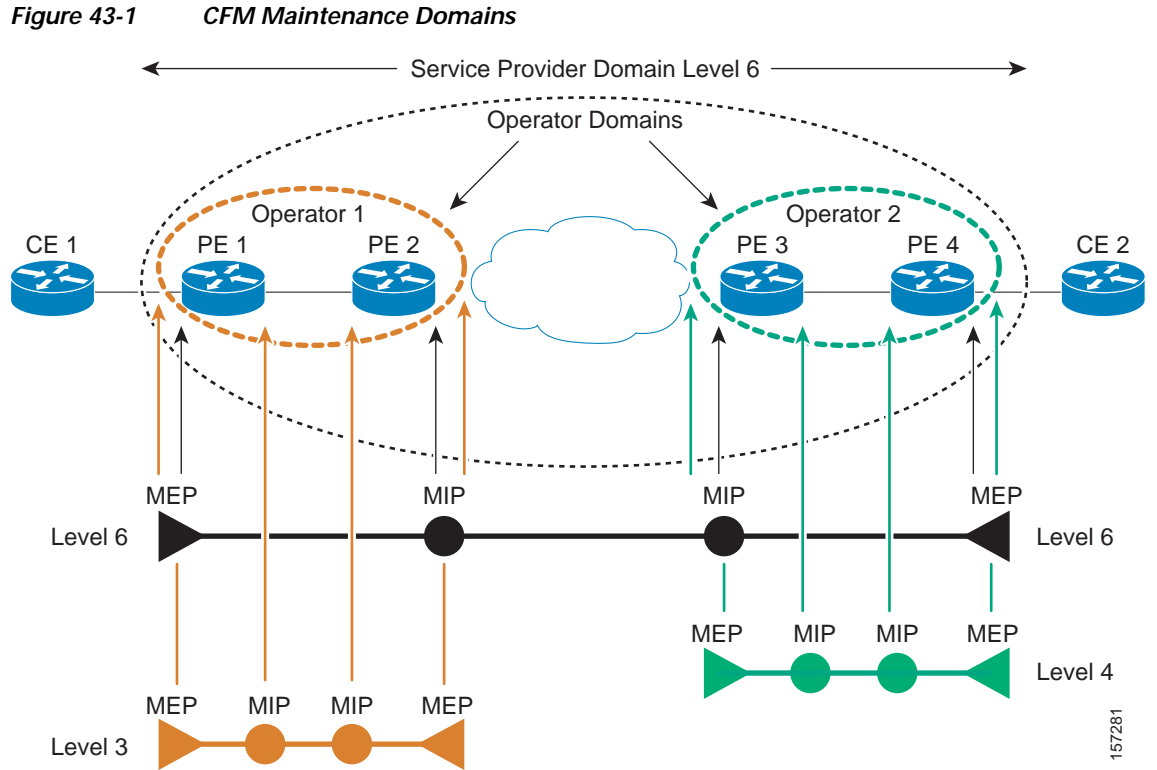 Figure 43-1 CFM Maintenance Domains
Service Provider Domain Level 6
Operator Domains
Operator 1
Operator 2
CE 1
PE 1
PE 2
PE 3
PE 4
CE 2
MEP
MIP
MIP
MEP
Level 6
Level 6
MEP
MIP
MIP
MEP
Level 4
MEP
MIP
MIP
MEP
Level 3
157281